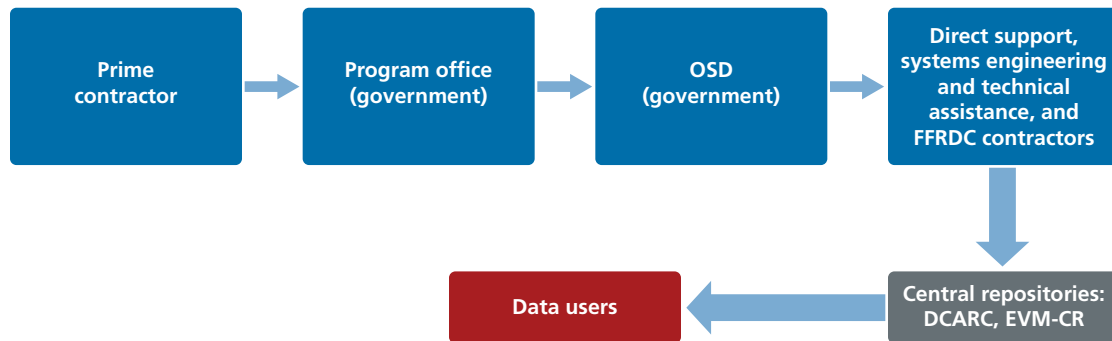 Prime
contractor
Program office
(government)
OSD
(government)
Direct support,
systems engineering
and technical
assistance, and
FFRDC contractors
Data users
Central repositories:
DCARC, EVM-CR